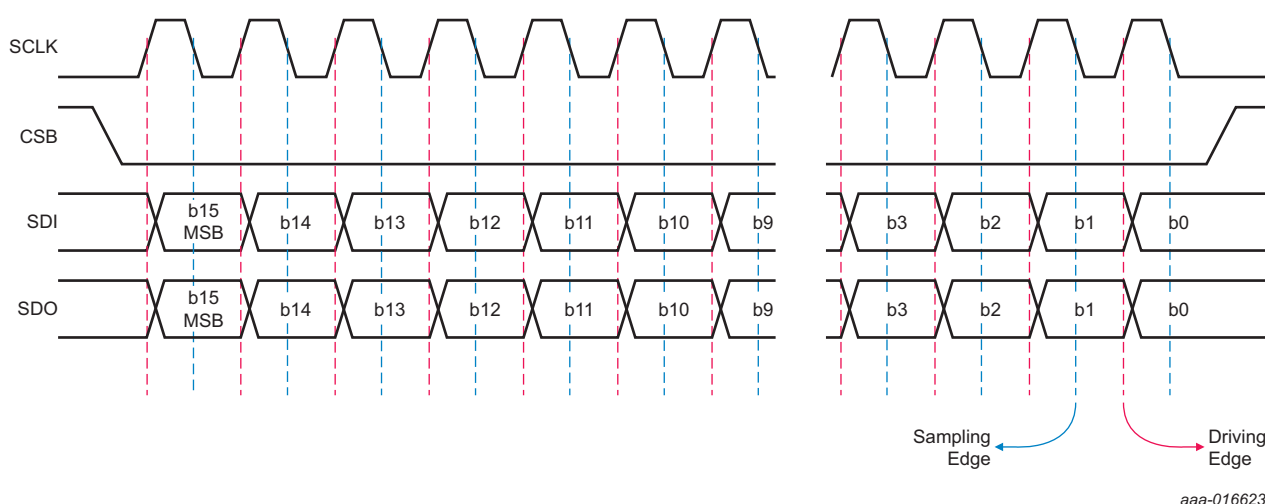 SCLK
CSB
SDI
b15
MSB
b14
b13
b12
b11
b10
b9
b3
b2
b1
b0
SDO
b15
MSB
b14
b13
b12
b11
b10
b9
b3
b2
b1
b0
Sampling
Edge
Driving
Edge
aaa-016623